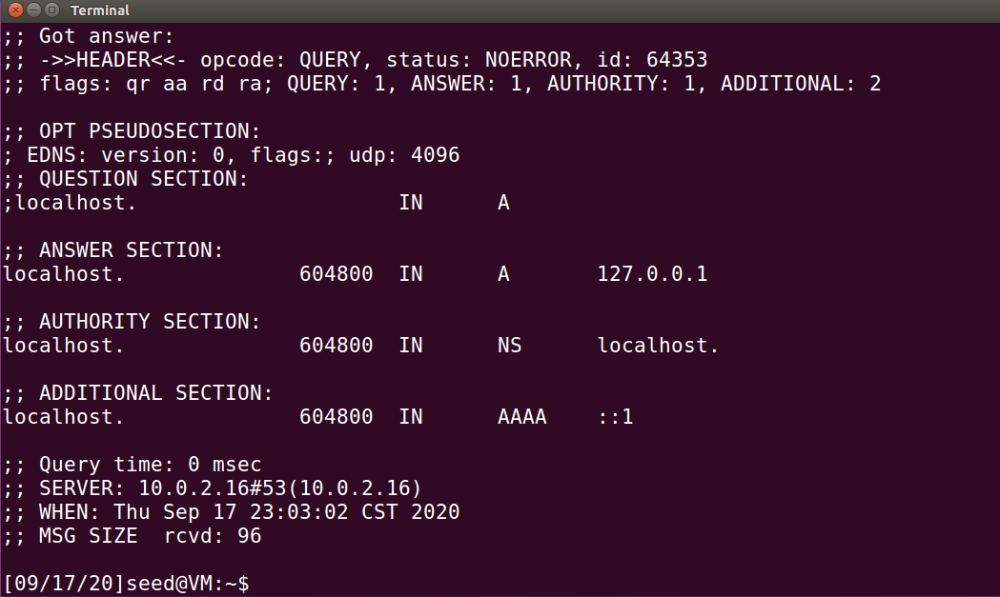 Terminal
;; Got answer:
;; ->>HEADER<<- opcode: QUERY, status: NOERROR, id: 64353
;; flags: qr aa rd ra; QUERY: 1, ANSWER: 1, AUTHORITY: 1, ADDITIONAL: 2
;; OPT PSEUDOSECTION:
; EDNS: version: 0, flags:; udp: 4096
;; QUESTION SECTION:
;localhost. IN A
;; ANSWER SECTION:
localhost. 604800 IN A 127.0.0.1
;; AUTHORITY SECTION:
localhost. 604800 IN NS localhost.
;; ADDITIONAL SECTION:
localhost. 604800 IN AAAA ::1
;; Query time: 0 msec
;; SERVER: 10.0.2.16#53(10.0.2.16)
;; WHEN: Thu Sep 17 23:03:02 CST 2020
;; MSG SIZE  rcvd: 96
[09/17/20]seed@VM:~$